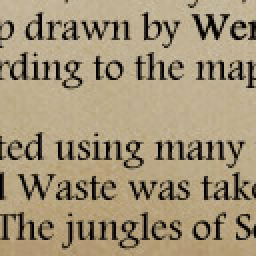 p drawn by Wer
rding to the map
ted using many
l Waste was take
The jungles of Se